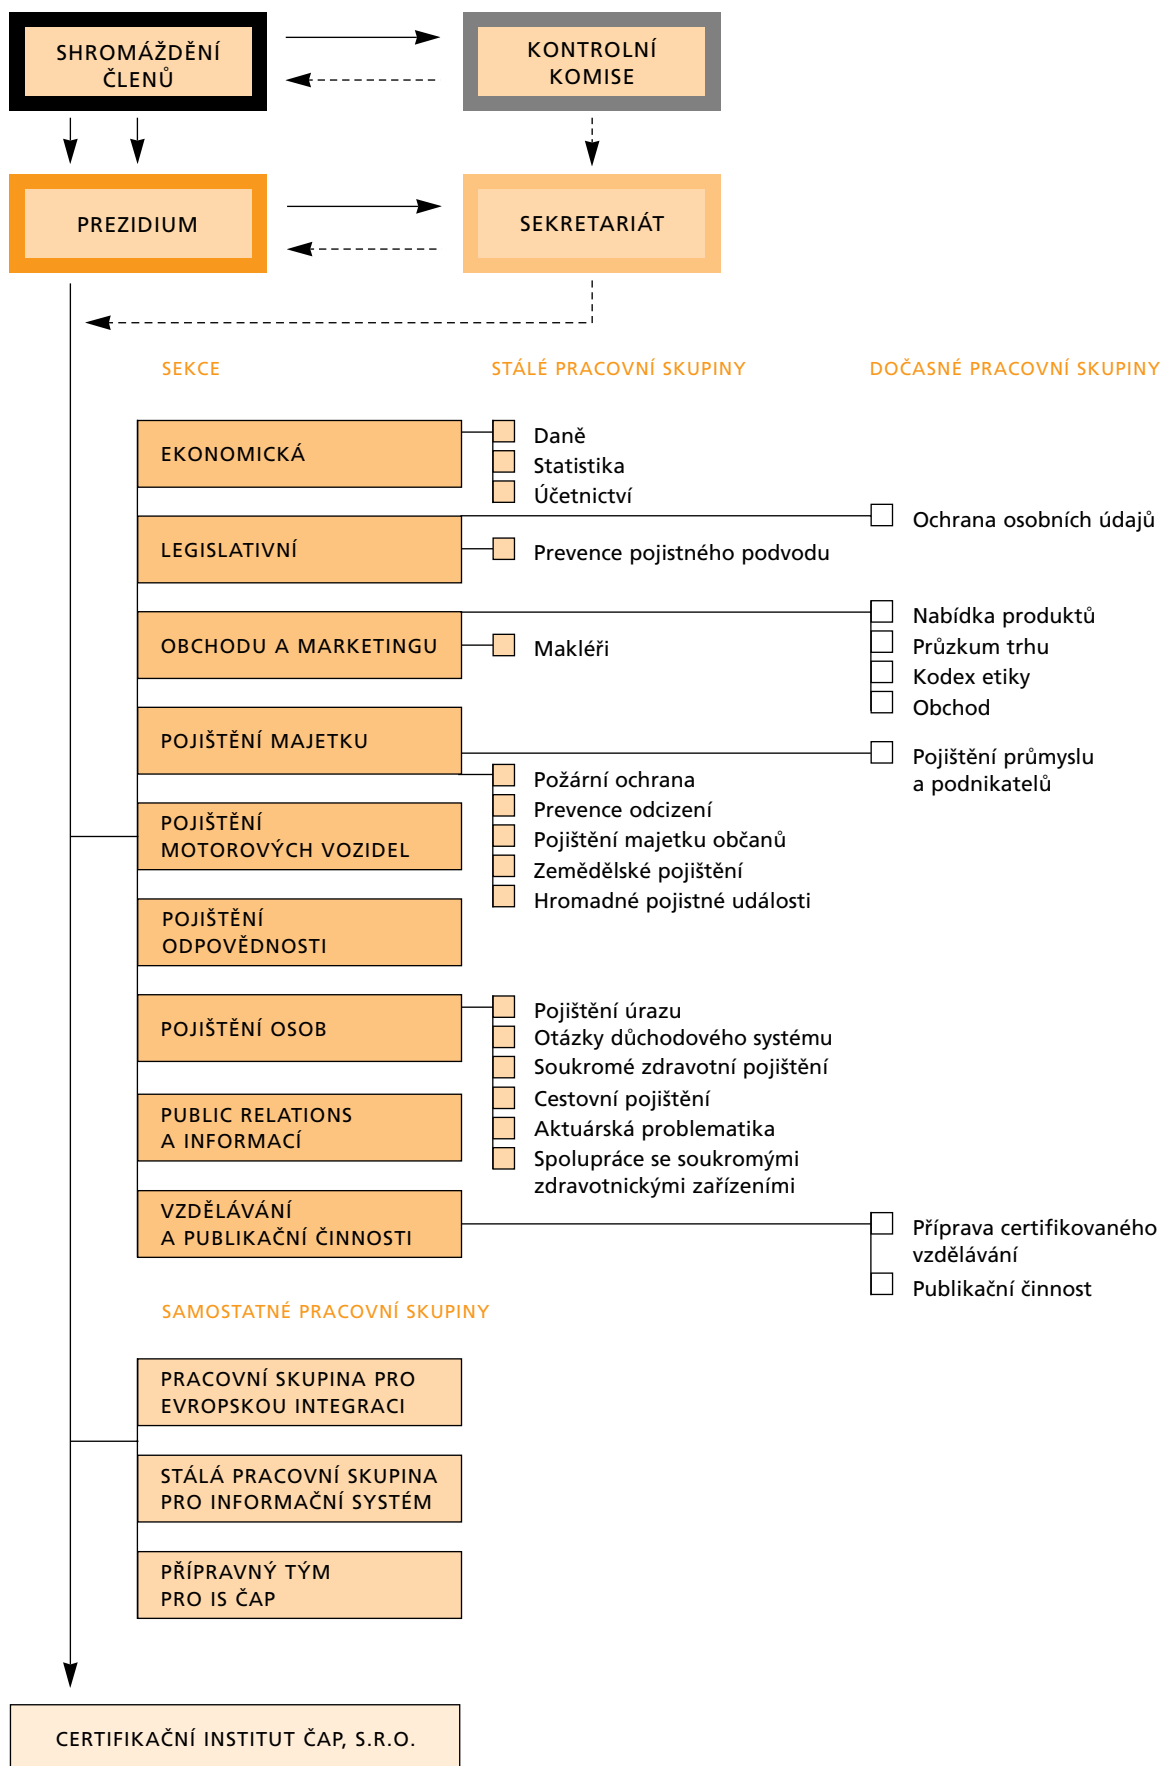 SHROMÁŽDĚNÍ
ČLENŮ
KONTROLNÍ
KOMISE
PREZIDIUM
SEKRETARIÁT
SEKCE
STÁLÉ PRACOVNÍ SKUPINY
DOČASNÉ PRACOVNÍ SKUPINY
EKONOMICKÁ
Daně
Statistika
Účetnictví
LEGISLATIVNÍ
Prevence pojistného podvodu
Ochrana osobních údajů
OBCHODU A MARKETINGU
Makléři
Nabídka produktů
Průzkum trhu
Kodex etiky
Obchod
POJIŠTĚNÍ MAJETKU
Požární ochrana
Prevence odcizení
Pojištění majetku občanů
Zemědělské pojištění
Hromadné pojistné události
Pojištění průmyslu
a podnikatelů
POJIŠTĚNÍ
MOTOROVÝCH VOZIDEL
POJIŠTĚNÍ
ODPOVĚDNOSTI
POJIŠTĚNÍ OSOB
Pojištění úrazu
Otázky důchodového systému
Soukromé zdravotní pojištění
Cestovní pojištění
Aktuárská problematika
Spolupráce se soukromými
zdravotnickými zařízeními
PUBLIC RELATIONS
A INFORMACÍ
VZDĚLÁVÁNÍ
A PUBLIKAČNÍ ČINNOSTI
Příprava certifikovaného
vzdělávání
Publikační činnost
SAMOSTATNÉ PRACOVNÍ SKUPINY
PRACOVNÍ SKUPINA PRO
EVROPSKOU INTEGRACI
STÁLÁ PRACOVNÍ SKUPINA
PRO INFORMAČNÍ SYSTÉM
PŘÍPRAVNÝ TÝM
PRO IS ČAP
CERTIFIKAČNÍ INSTITUT ČAP, S.R.O.